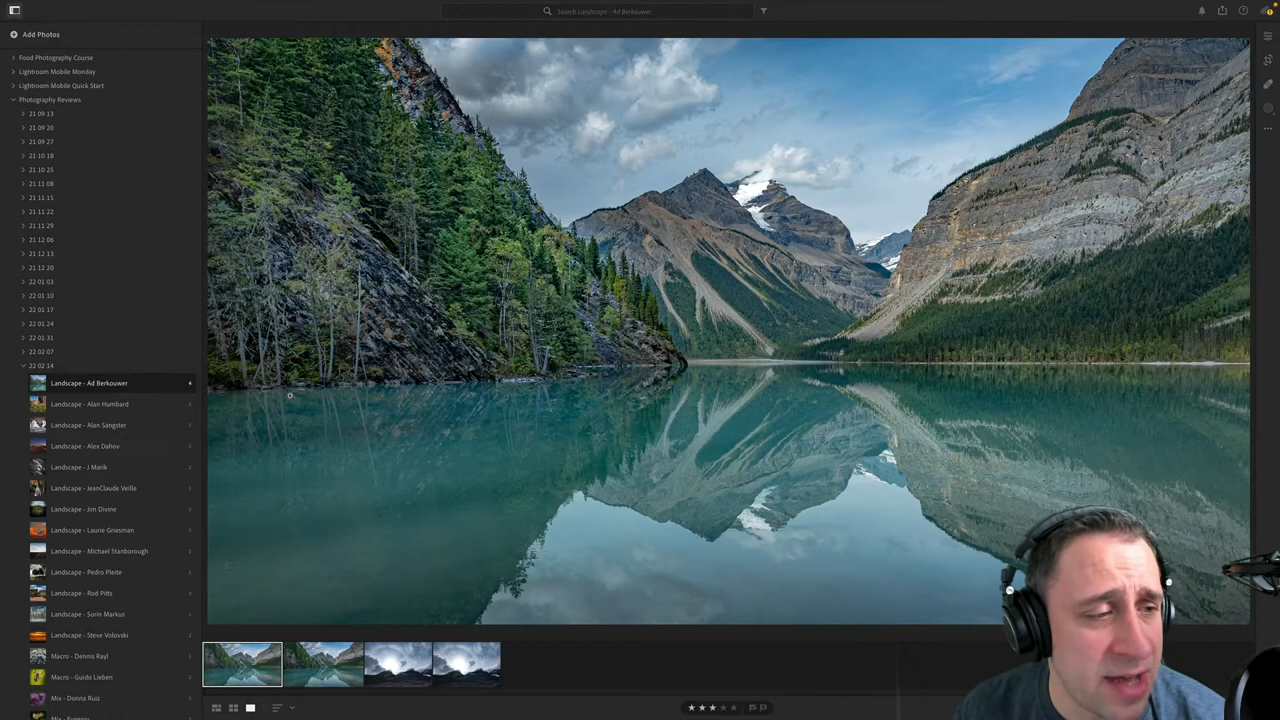 Search Landscape - Ad Berkouwer
Add Photos
Food Photography Course
Lightroom Mobile Monday
Lightroom Mobile Quick Start
Photography Reviews
21 09 13
21 09 20
21 09 27
21 10 18
21 10 25
21 11 08
21 11 15
21 11 22
21 11 29
21 12 06
21 12 13
21 12 20
22 01 03
22 01 10
22 01 17
22 01 24
22 01 31
22 02 07
22 02 14
Landscape - Ad Berkouwer 4
Landscape - Alan Humbard
Landscape - Alan Sangster
Landscape - Alex Dahov
Landscape - J Marik
Landscape - JeanClaude Veille
Landscape - Jim Divine
Landscape - Laurie Griesman
Landscape - Michael Stanborough
Landscape - Pedro Pleite
Landscape - Rod Pitts
Landscape - Sorin Markus
Landscape - Steve Volovski
Macro - Dennis Rayl
Macro - Guido Lieben
Mix - Donna Ruiz